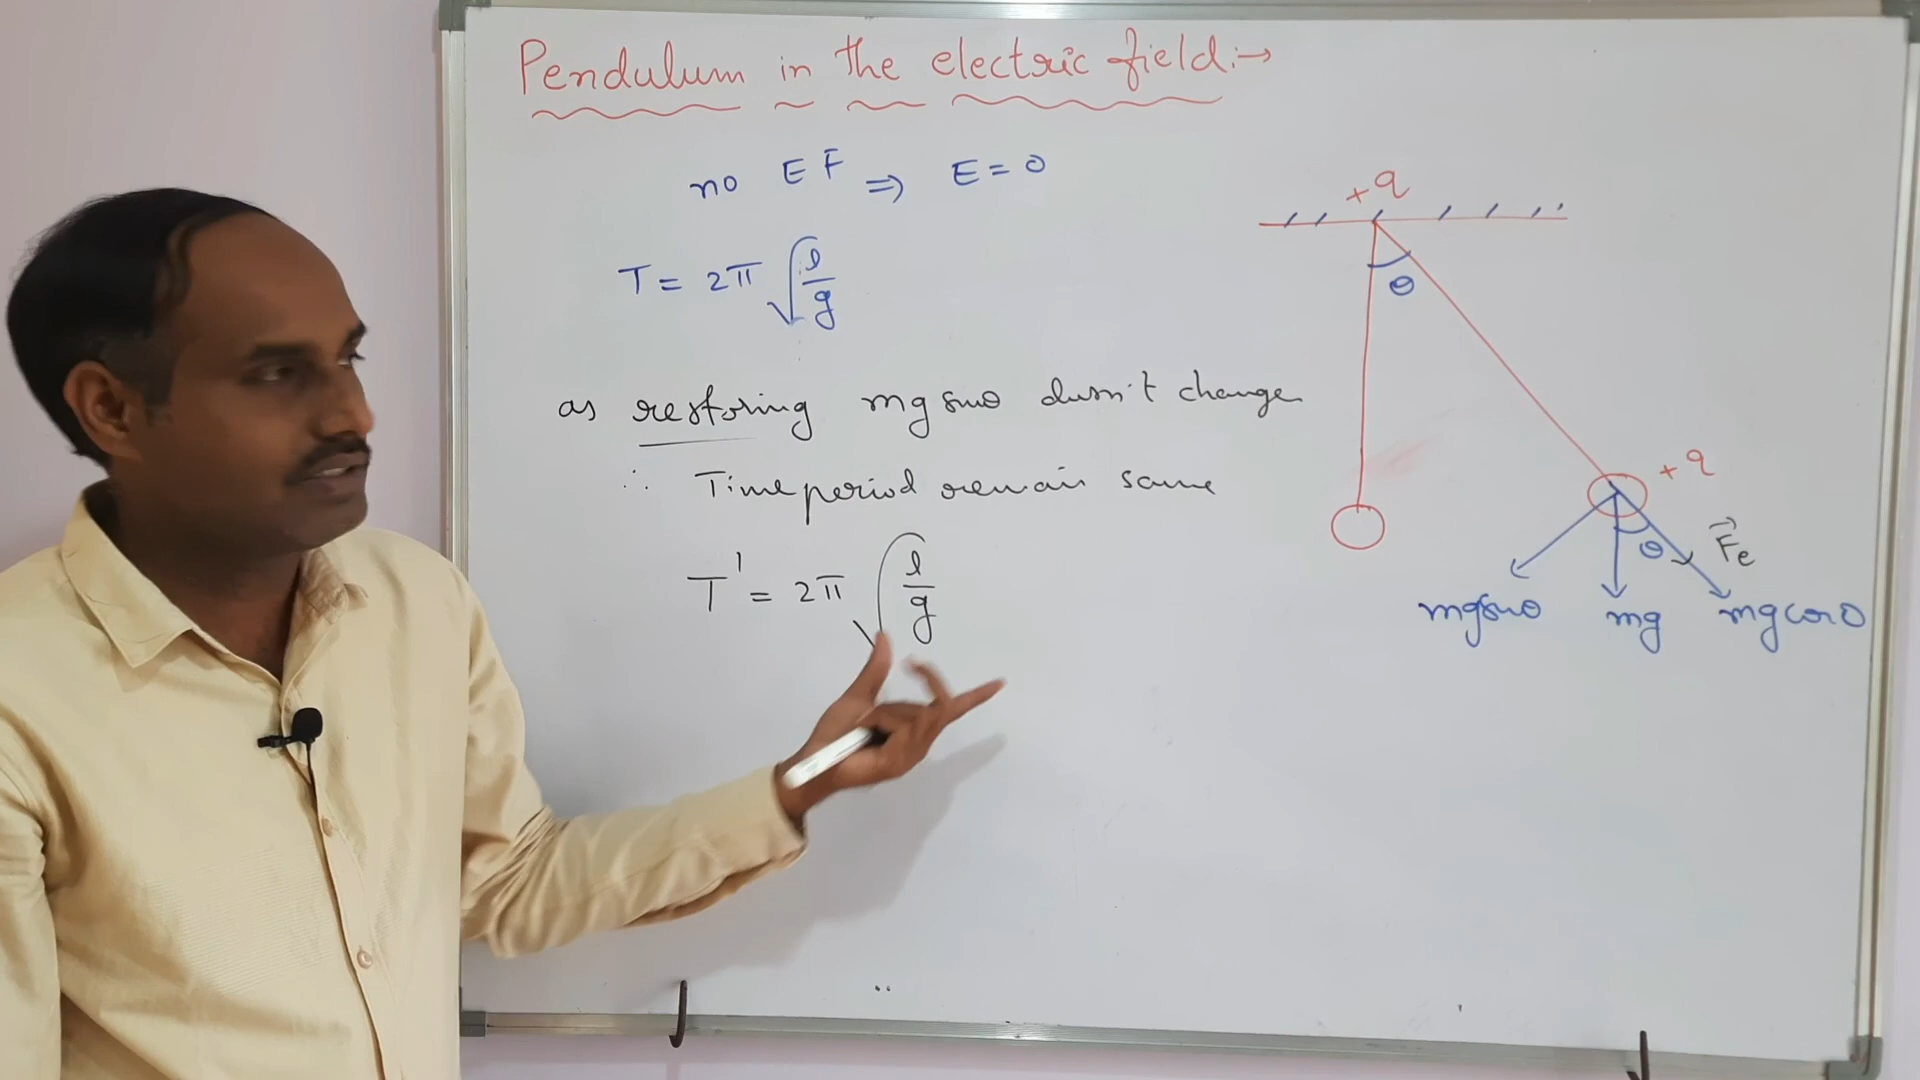 Pendulum in the electric field:→
no EF ⇒ E = 0
T = 2π √(l/g)
as restoring mg sinθ dusn't change
∴ Time period remain same
T' = 2π √(l/g)
+q
θ
+q
θ
F⃗e
mg sinθ
mg
mg cosθ